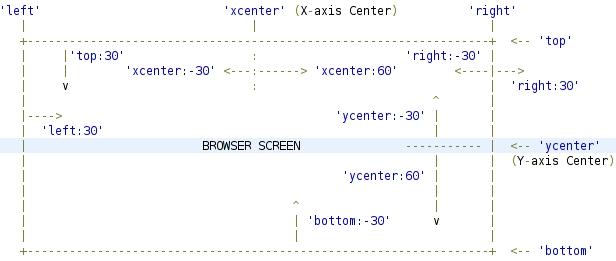 'left' 'xcenter' (X-axis Center) 'right'
<-- 'top'
'top:30' 'right:-30'
'xcenter:-30' 'xcenter:60'
'right:30'
'ycenter:-30'
'left:30'
BROWSER SCREEN <-- 'ycenter'
(Y-axis Center)
'ycenter:60'
'bottom:-30'
<-- 'bottom'